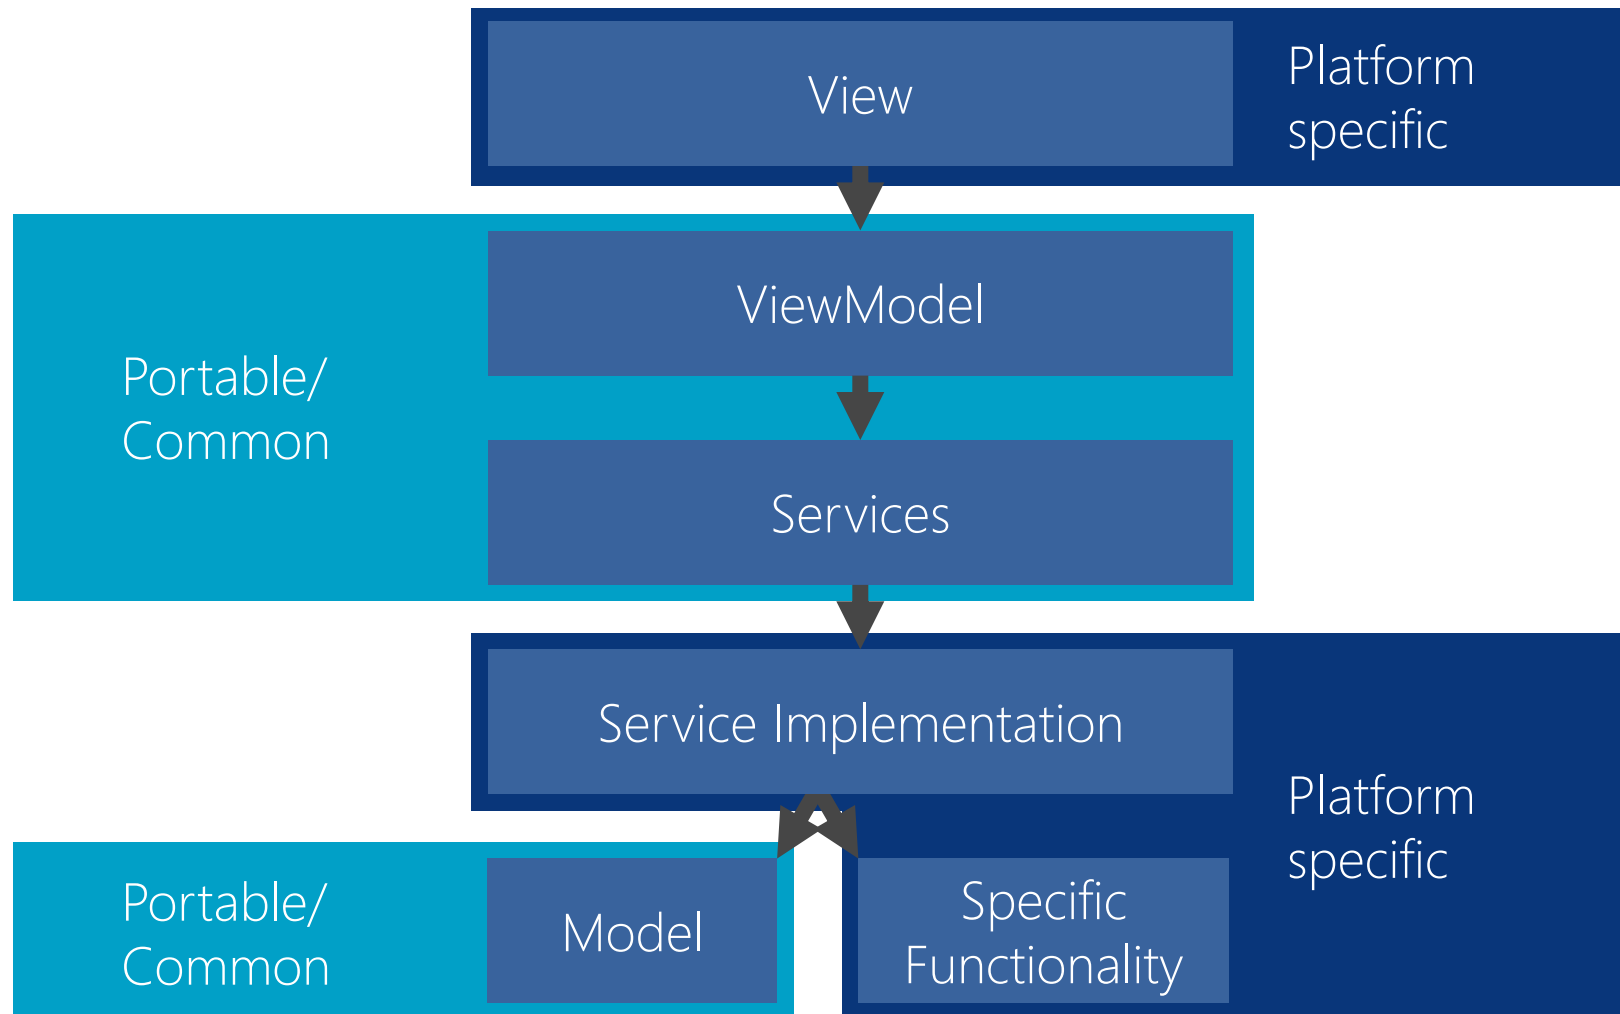 View
Platform
specific
ViewModel
Portable/
Common
Services
Service Implementation
Platform
specific
Portable/
Common
Model
Specific
Functionality